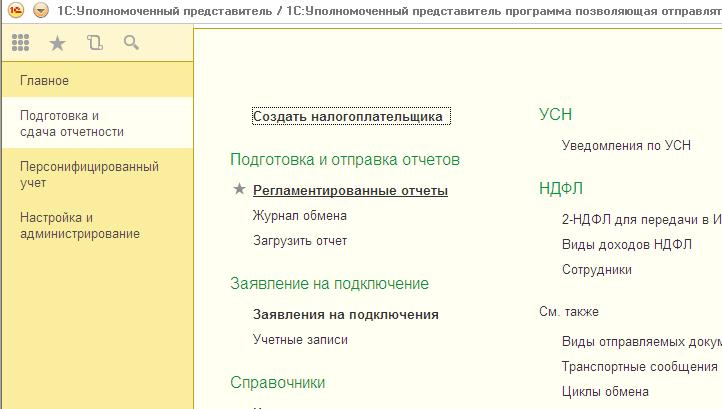 1С:Уполномоченный представитель / 1С:Уполномоченный представитель программа позволяющая отправлят
Главное
Подготовка и
сдача отчетности
Персонифицированный
учет
Настройка и
администрирование
Создать налогоплательщика
Подготовка и отправка отчетов
Регламентированные отчеты
Журнал обмена
Загрузить отчет
Заявление на подключение
Заявления на подключения
Учетные записи
Справочники
УСН
Уведомления по УСН
НДФЛ
2-НДФЛ для передачи в И
Виды доходов НДФЛ
Сотрудники
См. также
Виды отправляемых докум
Транспортные сообщения
Циклы обмена